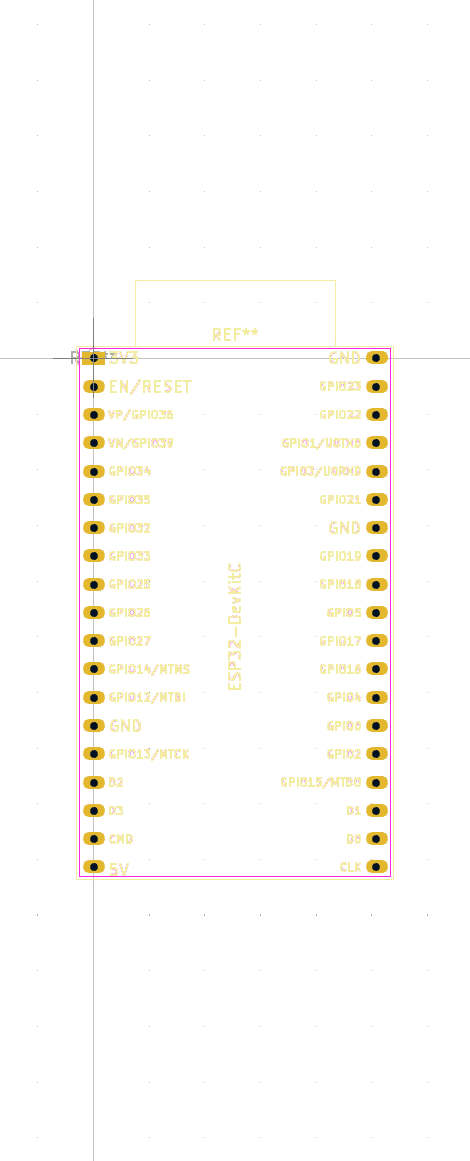 REF**
3V3 GND
EN/RESET GPIO23
VP/GPIO36 GPIO22
VN/GPIO39 GPIO1/U0TXD
GPIO34 GPIO3/U0RXD
GPIO35 GPIO21
GPIO32 GND
GPIO33 GPIO19
GPIO25 GPIO18
GPIO26 GPIO5
GPIO27 GPIO17
GPIO14/MTMS GPIO16
GPIO12/MTDI GPIO4
GND GPIO0
GPIO13/MTCK GPIO2
D2 GPIO15/MTDO
D3 D1
CMD D0
5V CLK
ESP32-DevKitC